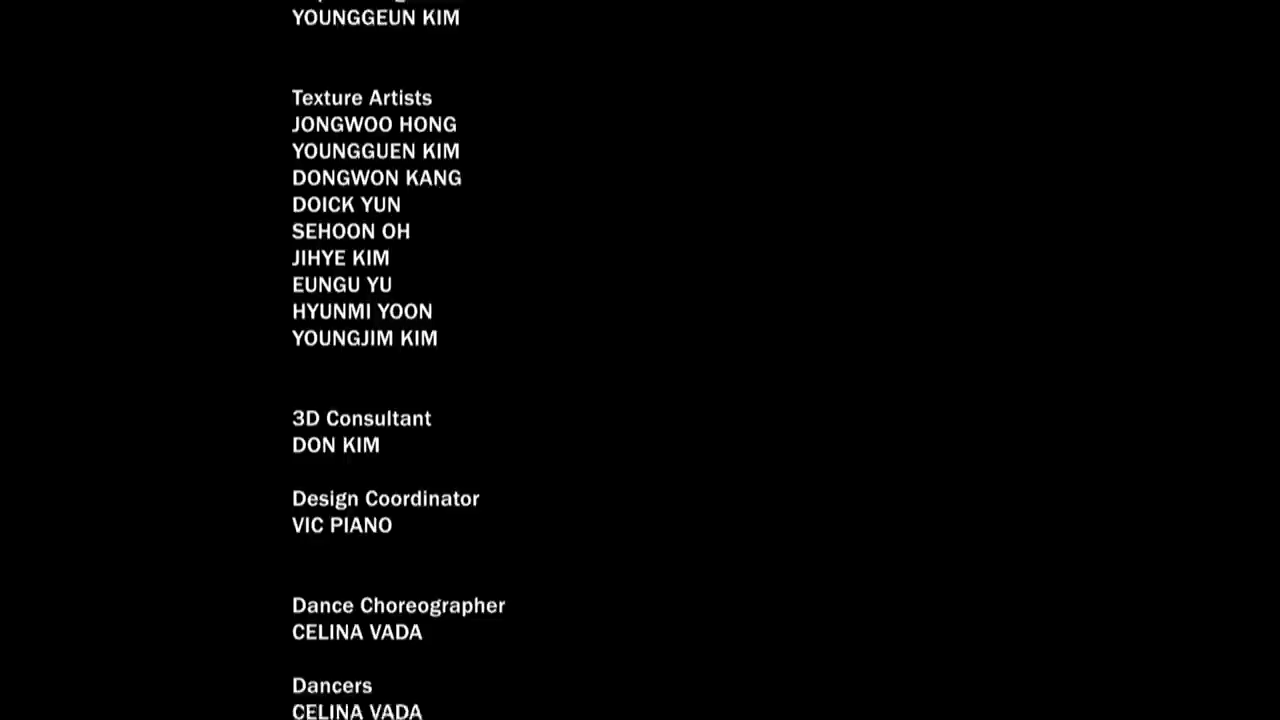 YOUNGGEUN KIM
Texture Artists
JONGWOO HONG
YOUNGGUEN KIM
DONGWON KANG
DOICK YUN
SEHOON OH
JIHYE KIM
EUNGU YU
HYUNMI YOON
YOUNGJIM KIM
3D Consultant
DON KIM
Design Coordinator
VIC PIANO
Dance Choreographer
CELINA VADA
Dancers
CELINA VADA